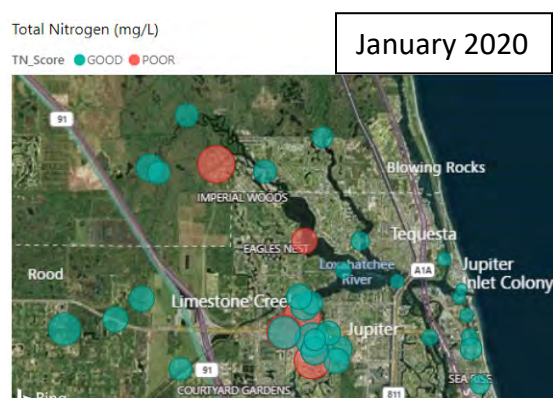 Total Nitrogen (mg/L)
January 2020
TN_Score GOOD POOR
91
Blowing Rocks
IMPERIAL WOODS
EAGLES NEST
Tequesta
Loxahatchee
River
A1A
Jupiter
Inlet Colony
Rood
Limestone Cree
Jupiter
91
COURTYARD GARDENS
811
SEA RISE
Bing